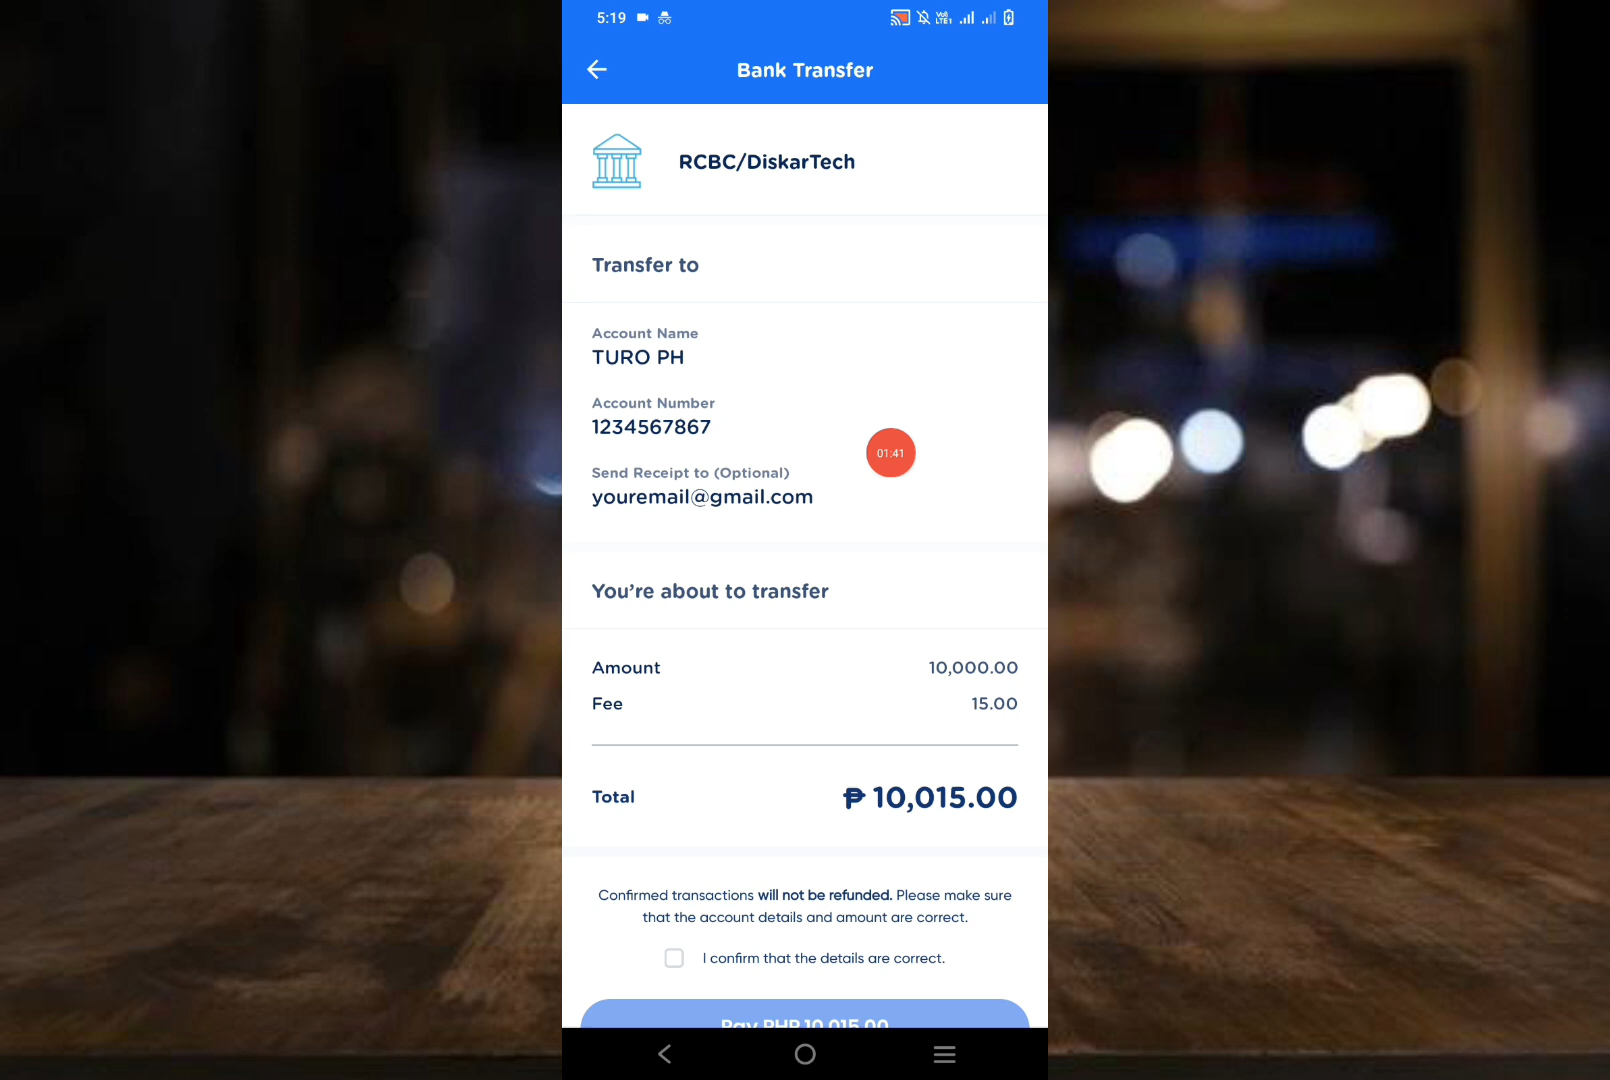 5:19
Vo)) LTE1
Bank Transfer
RCBC/DiskarTech
Transfer to
Account Name
TURO PH
Account Number
1234567867
01:41
Send Receipt to (Optional)
youremail@gmail.com
You’re about to transfer
Amount 10,000.00
Fee 15.00
Total ₱ 10,015.00
Confirmed transactions will not be refunded. Please make sure
that the account details and amount are correct.
I confirm that the details are correct.
Pay PHP 10,015.00